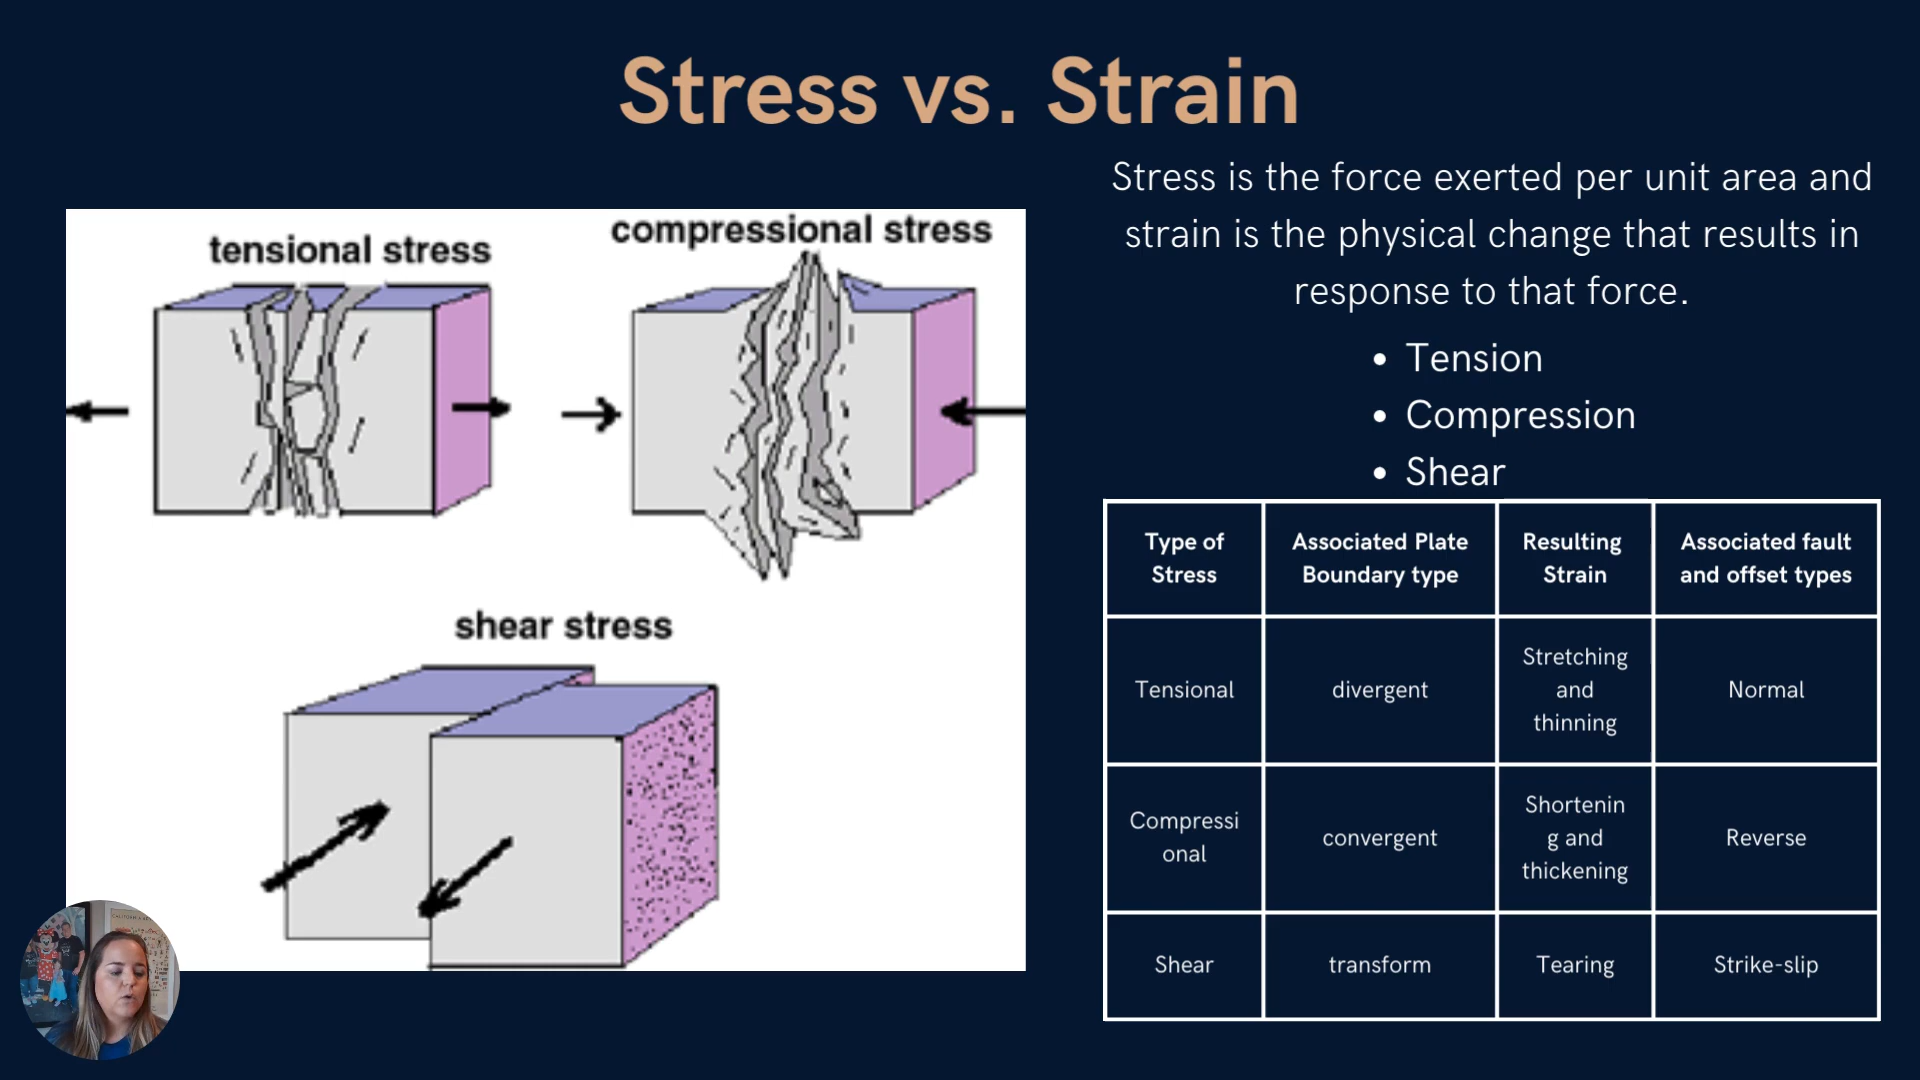 Stress vs. Strain
Stress is the force exerted per unit area and
strain is the physical change that results in
response to that force.
• Tension
• Compression
• Shear
tensional stress
compressional stress
shear stress
Type of
Stress
Associated Plate
Boundary type
Resulting
Strain
Associated fault
and offset types
Tensional
divergent
Stretching
and
thinning
Normal
Compressi
onal
convergent
Shortenin
g and
thickening
Reverse
Shear
transform
Tearing
Strike-slip